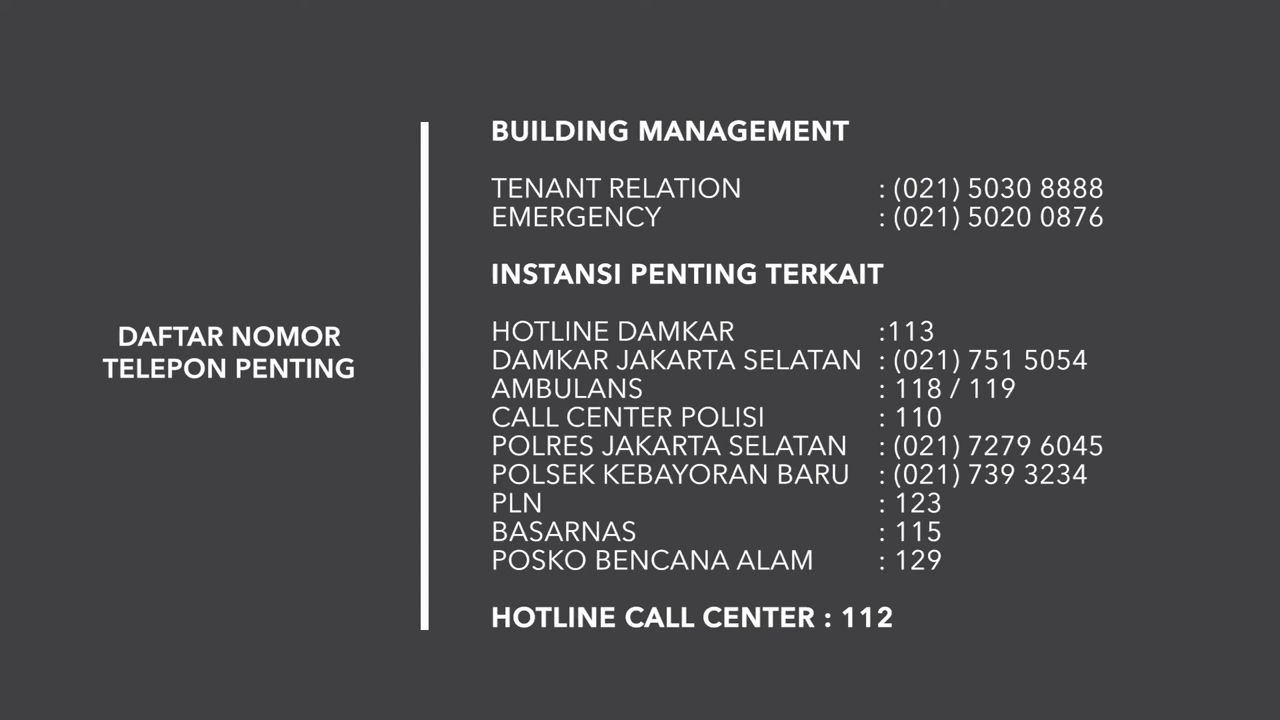 DAFTAR NOMOR
TELEPON PENTING
BUILDING MANAGEMENT
TENANT RELATION : (021) 5030 8888
EMERGENCY : (021) 5020 0876
INSTANSI PENTING TERKAIT
HOTLINE DAMKAR :113
DAMKAR JAKARTA SELATAN : (021) 751 5054
AMBULANS : 118 / 119
CALL CENTER POLISI : 110
POLRES JAKARTA SELATAN : (021) 7279 6045
POLSEK KEBAYORAN BARU : (021) 739 3234
PLN : 123
BASARNAS : 115
POSKO BENCANA ALAM : 129
HOTLINE CALL CENTER : 112